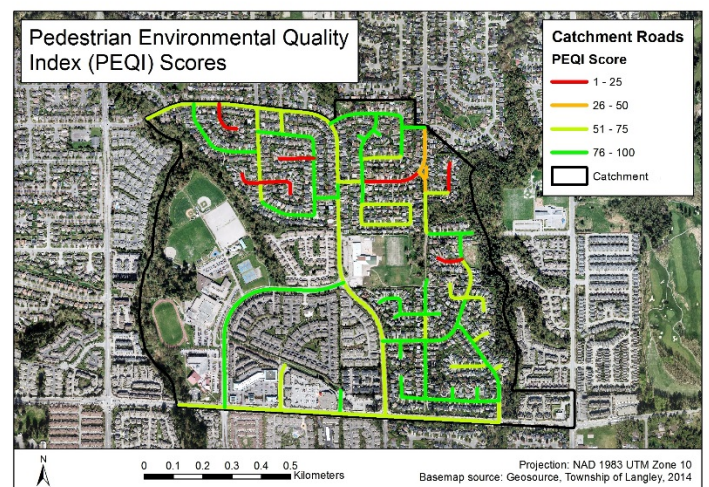 Pedestrian Environmental Quality
Index (PEQI) Scores
Catchment Roads
PEQI Score
1 - 25
26 - 50
51 - 75
76 - 100
Catchment
N
0 0.1 0.2 0.3 0.4 0.5
Kilometers
Projection: NAD 1983 UTM Zone 10
Basemap source: Geosource, Township of Langley, 2014